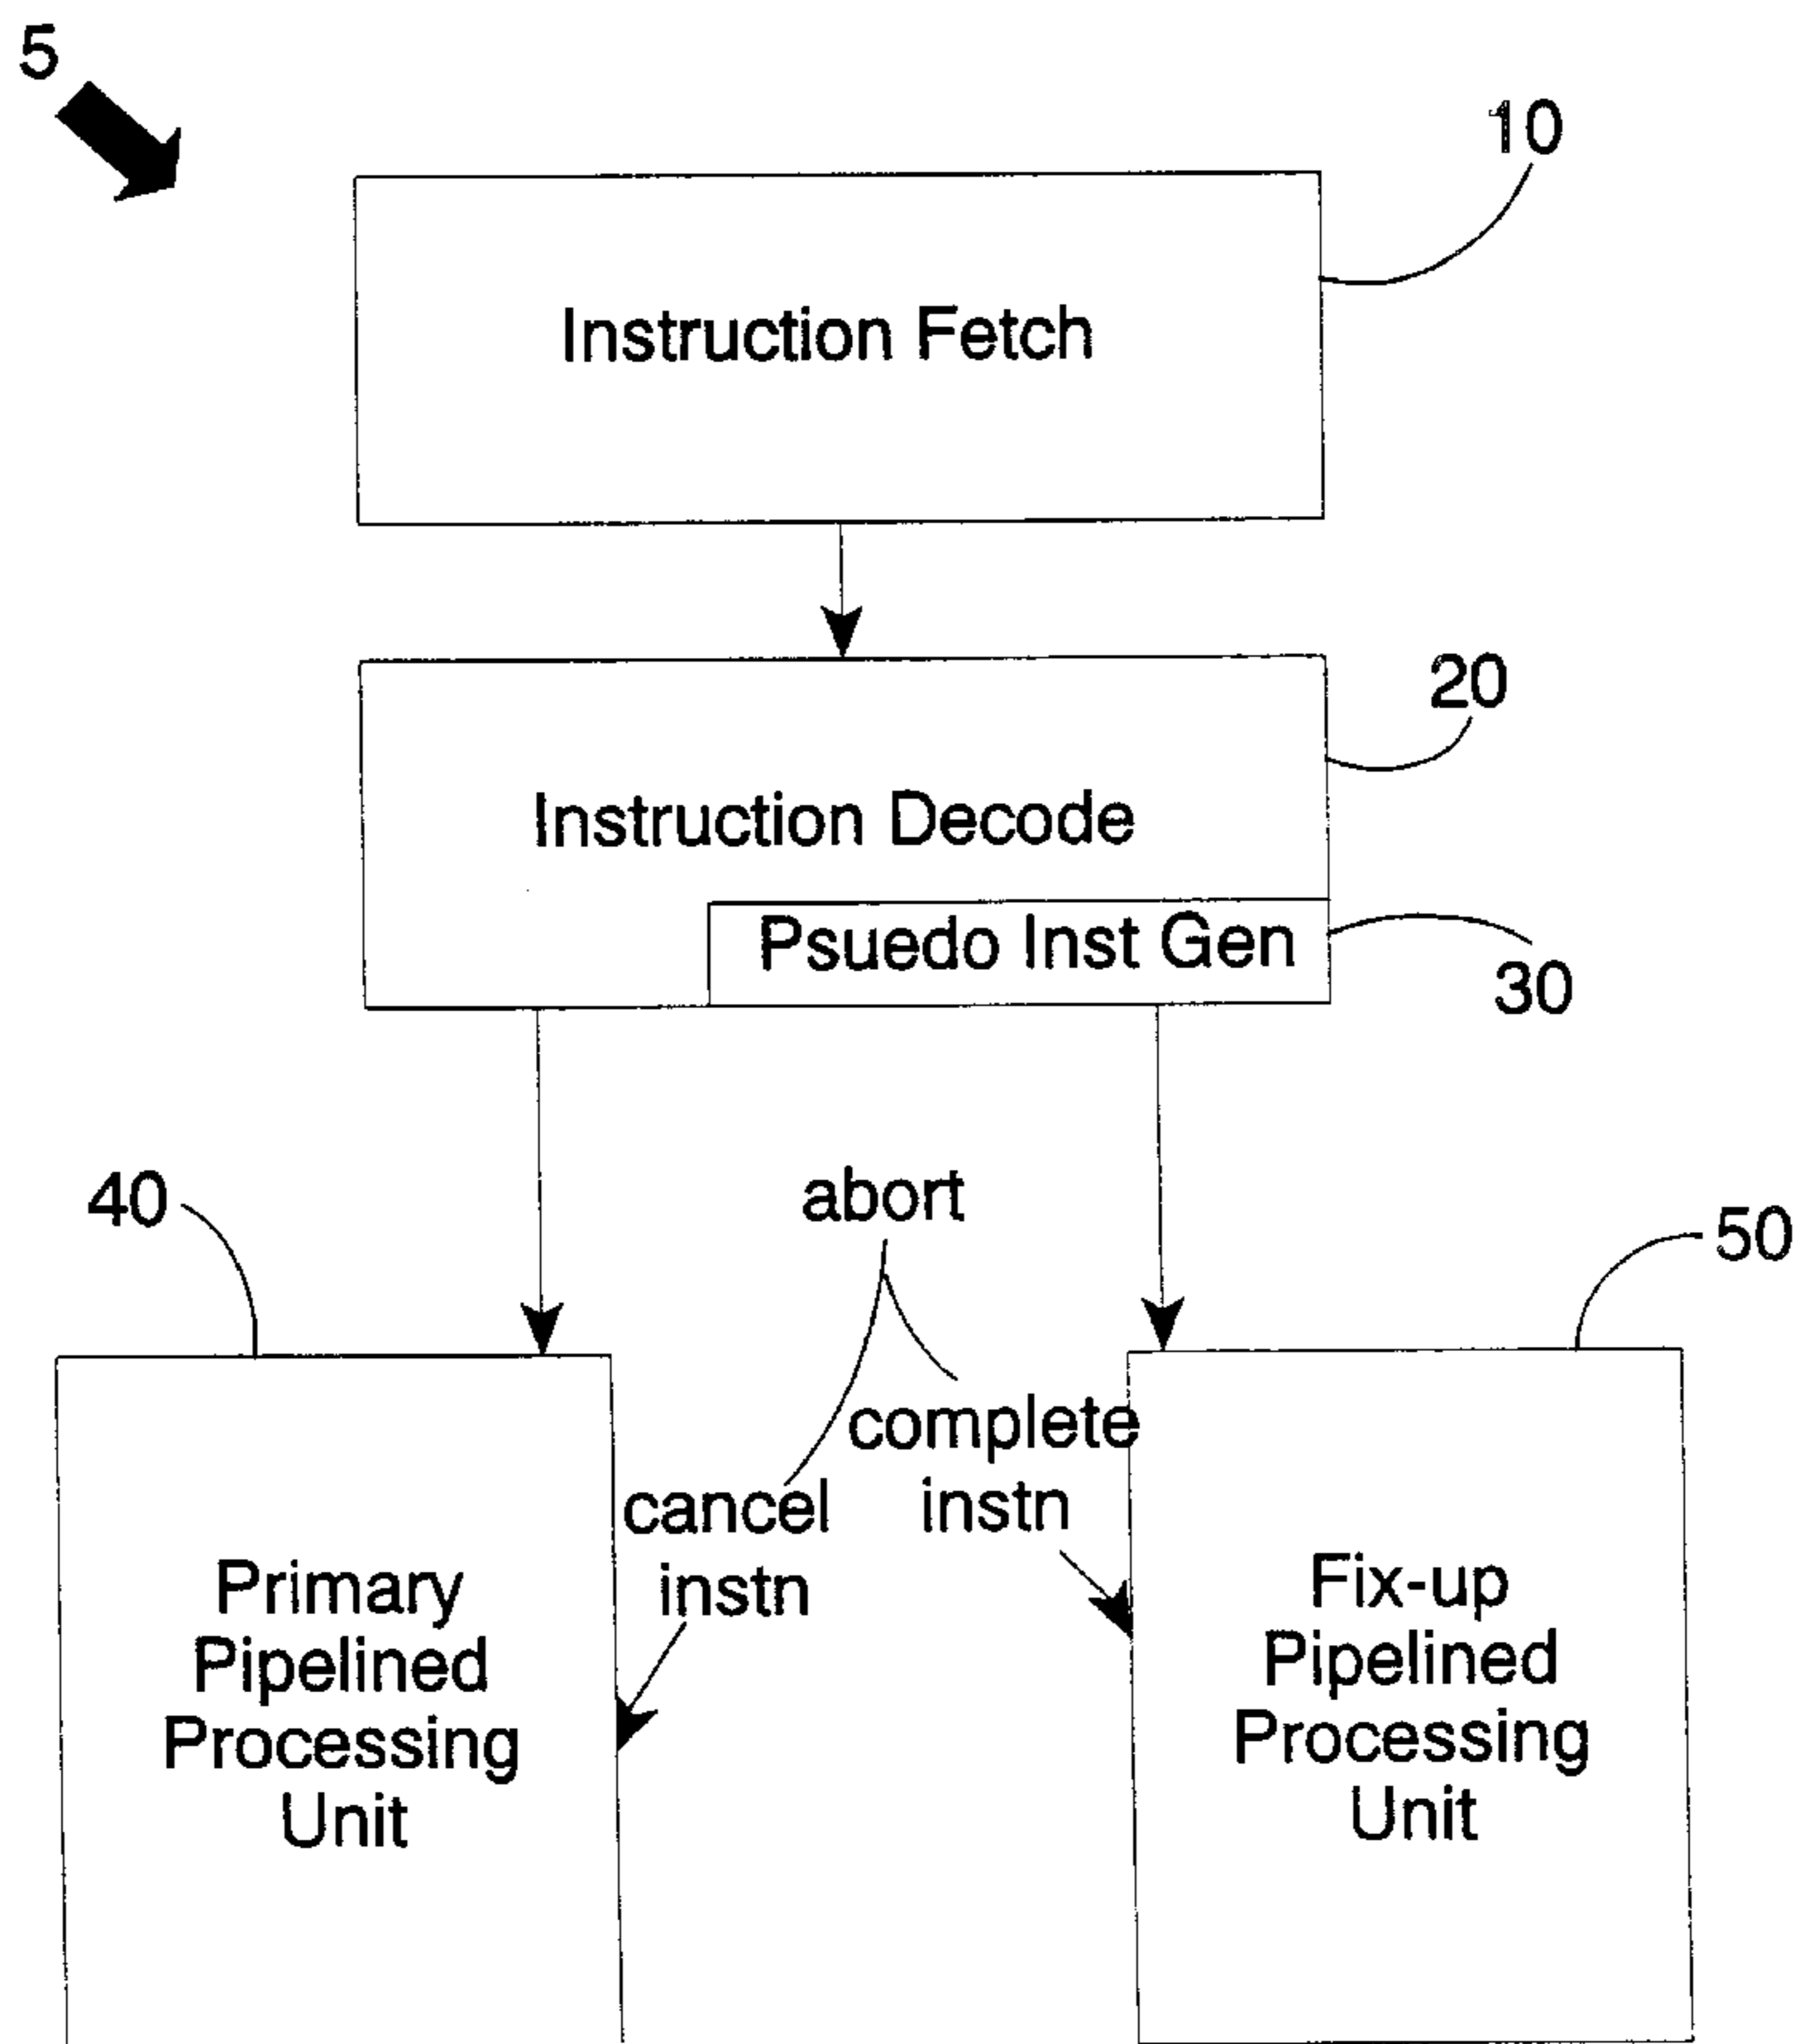 5
10
Instruction Fetch
20
Instruction Decode
Psuedo Inst Gen
30
40
abort
50
complete
instn
cancel
instn
Primary
Pipelined
Processing
Unit
Fix-up
Pipelined
Processing
Unit